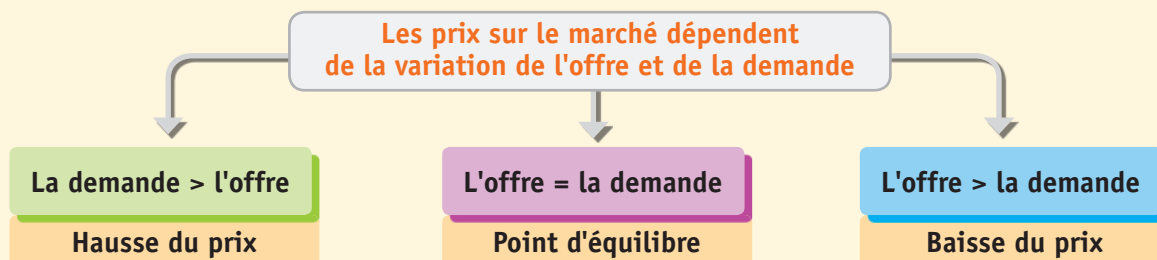 Les prix sur le marché dépendent
de la variation de l'offre et de la demande
La demande > l'offre
Hausse du prix
L'offre = la demande
Point d'équilibre
L'offre > la demande
Baisse du prix